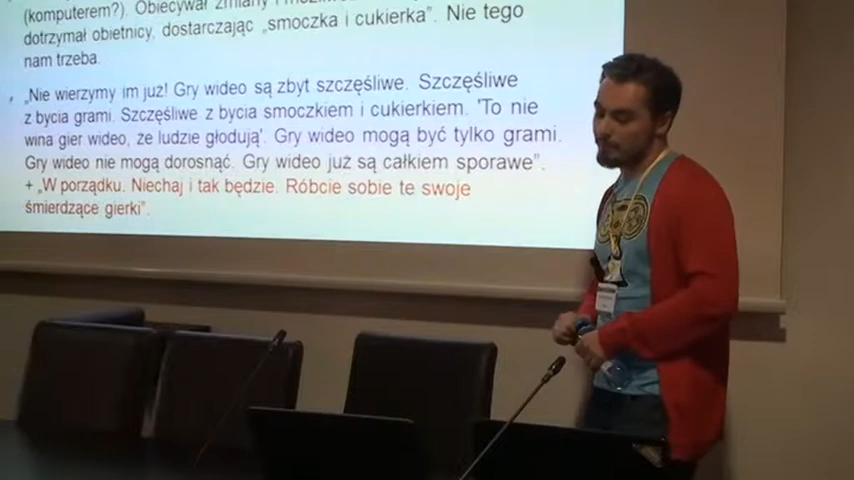 (komputerem?). Obiecywał zmiany i
dotrzymał obietnicy, dostarczając „smoczka i cukierka”. Nie tego
nam trzeba.
„Nie wierzymy im już! Gry wideo są zbyt szczęśliwe. Szczęśliwe
z bycia grami. Szczęśliwe z bycia smoczkiem i cukierkiem. 'To nie
wina gier wideo, że ludzie głodują'. Gry wideo mogą być tylko grami.
Gry wideo nie mogą dorosnąć. Gry wideo już są całkiem sporawe”.
+ „W porządku. Niechaj i tak będzie. Róbcie sobie te swoje
śmierdzące gierki”.